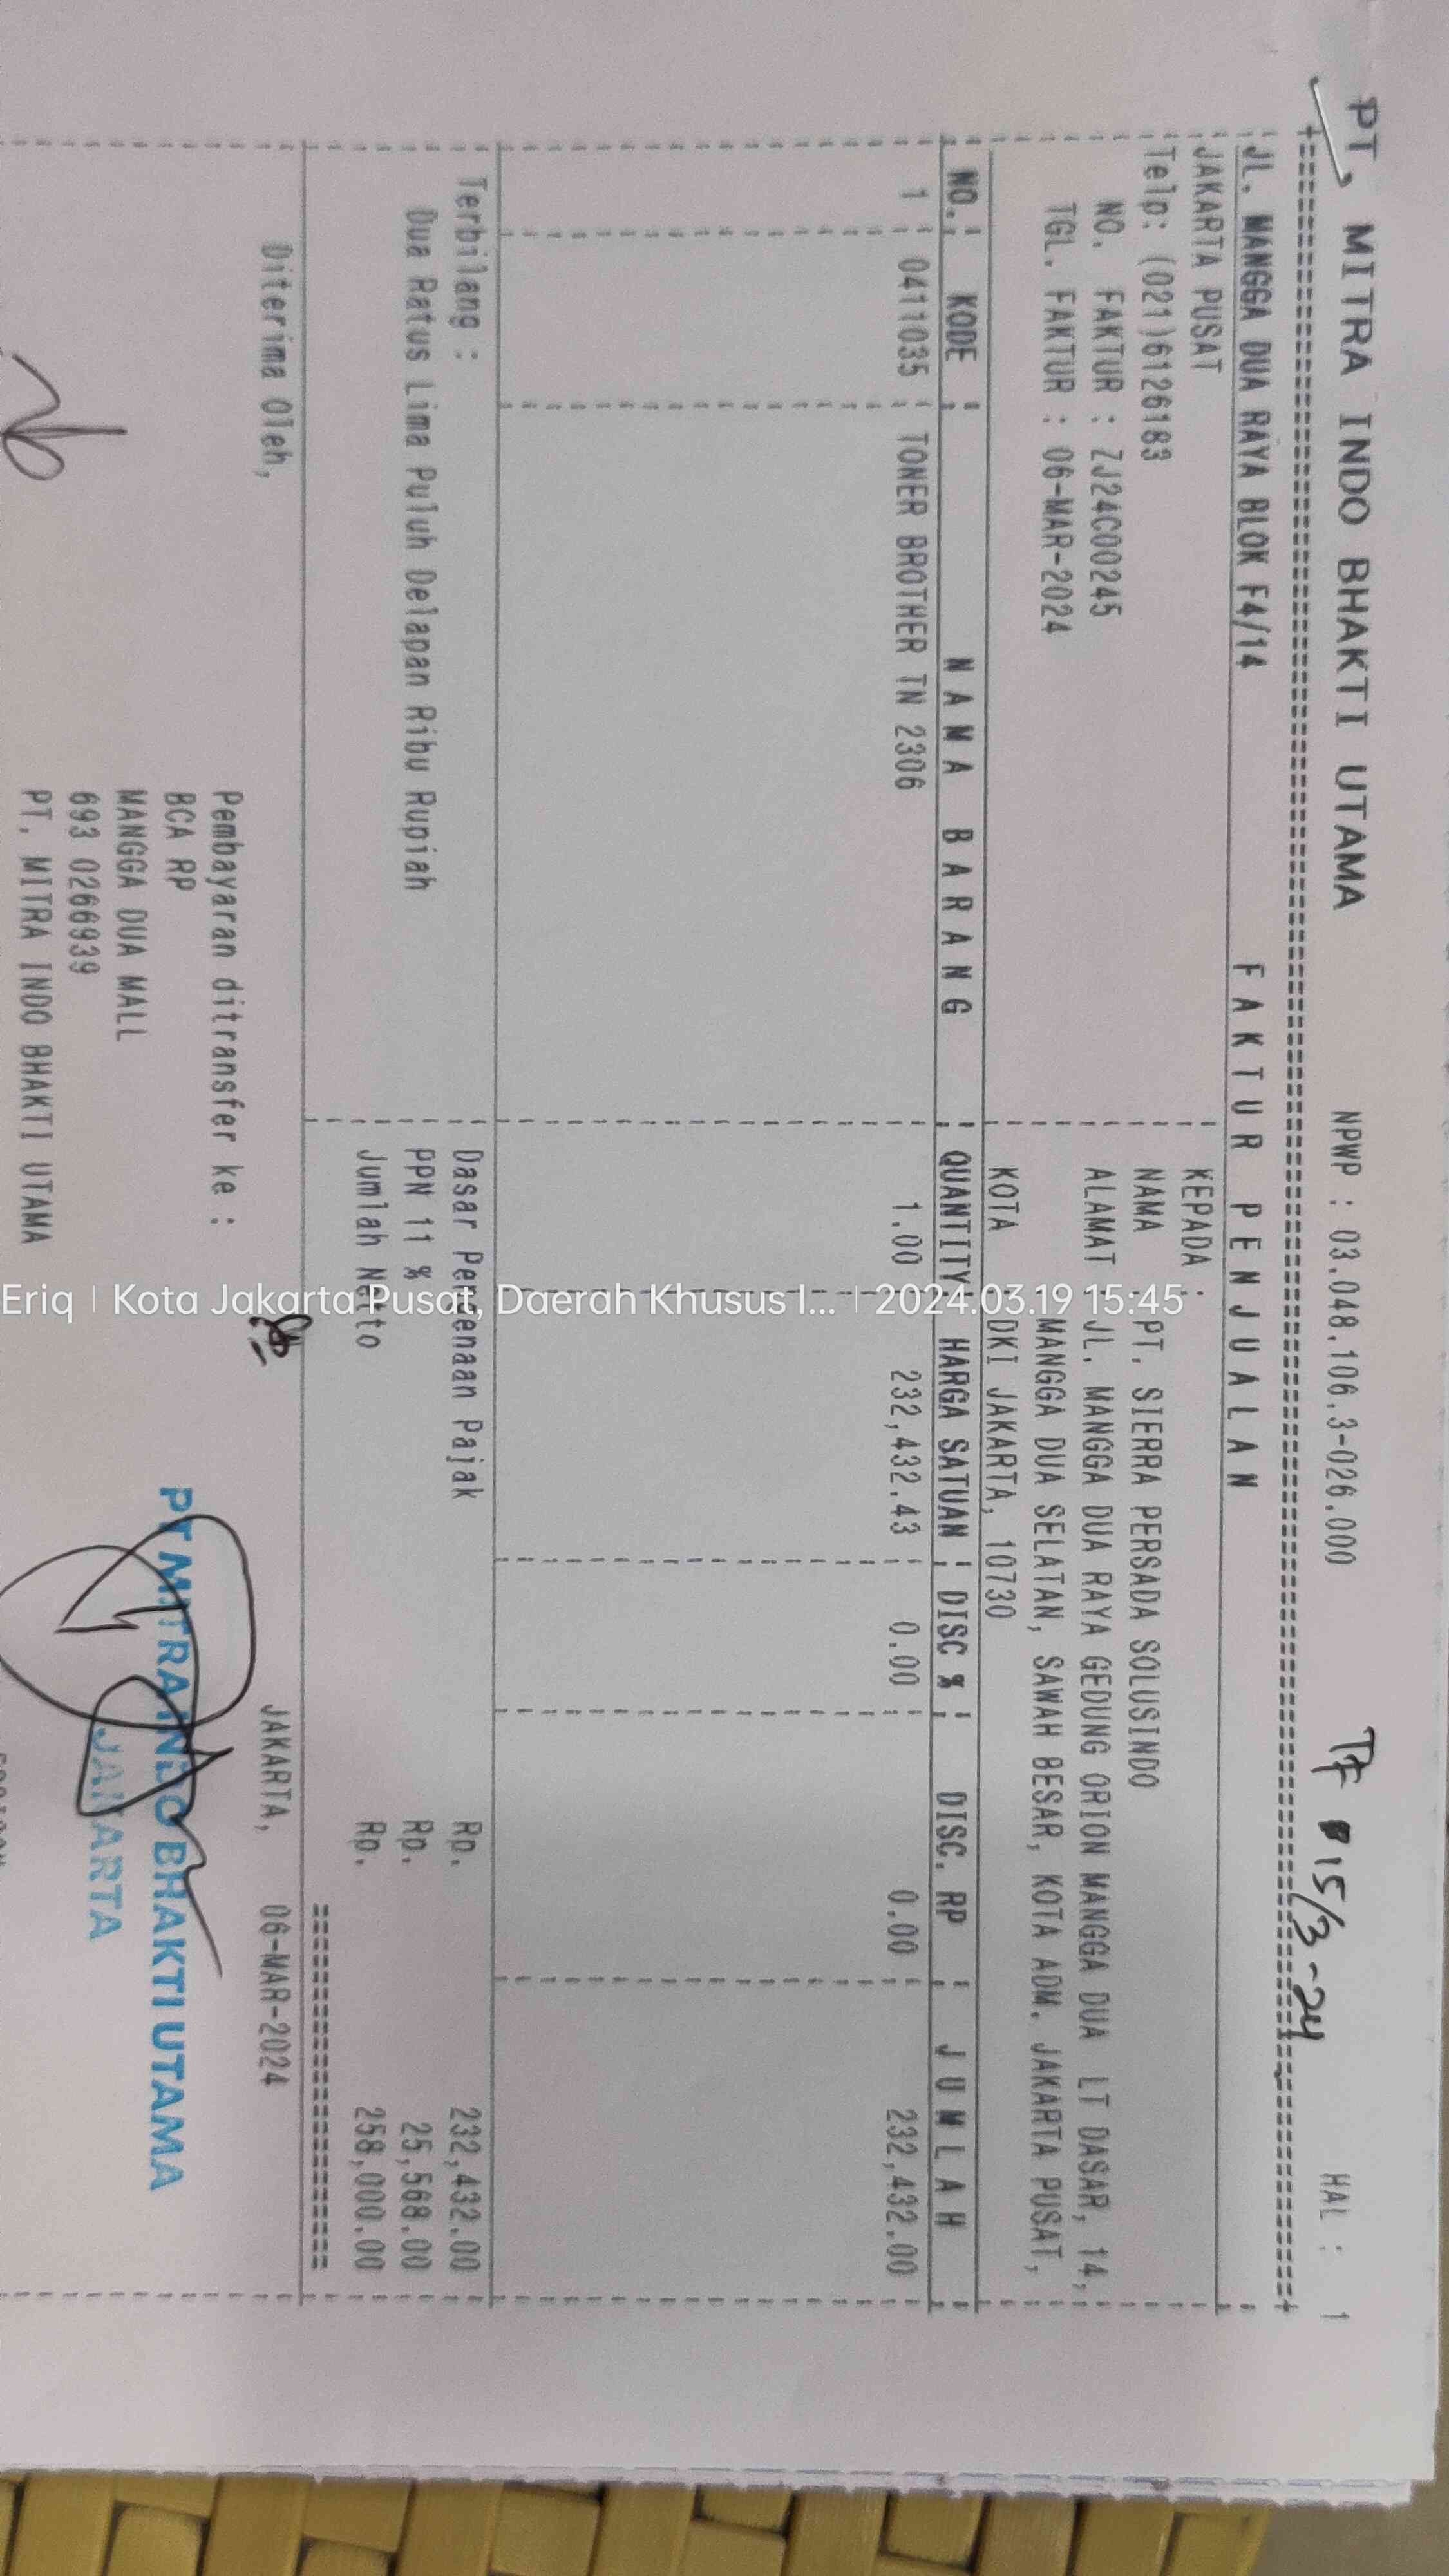 PT. MITRA INDO BHAKTI UTAMA NPWP : 03.048.106.3-026.000 TF 15/3-24 HAL : 1
JL. MANGGA DUA RAYA BLOK F4/14 FAKTUR PENJUALAN
JAKARTA PUSAT KEPADA :
Telp: (021)6126183 NAMA PT. SIERRA PERSADA SOLUSINDO
NO. FAKTUR : ZJ24C00245 ALAMAT JL. MANGGA DUA RAYA GEDUNG ORION MANGGA DUA LT DASAR, 14,
TGL. FAKTUR : 06-MAR-2024 MANGGA DUA SELATAN, SAWAH BESAR, KOTA ADM. JAKARTA PUSAT,
KOTA DKI JAKARTA, 10730
NO. KODE NAMA BARANG QUANTITY HARGA SATUAN DISC % DISC. RP JUMLAH
1 0411035 TONER BROTHER TN 2306 1.00 232,432.43 0.00 0.00 232,432.00
Terbilang : Dasar Pengenaan Pajak Rp. 232,432.00
Dua Ratus Lima Puluh Delapan Ribu Rupiah PPN 11 % Rp. 25,568.00
Jumlah Netto Rp. 258,000.00
Diterima Oleh, JAKARTA, 06-MAR-2024
Pembayaran ditransfer ke :
BCA RP
MANGGA DUA MALL
693 0266939
PT. MITRA INDO BHAKTI UTAMA
PT MITRA INDO BHAKTI UTAMA
JAKARTA
Eriq | Kota Jakarta Pusat, Daerah Khusus I... | 2024.03.19 15:45